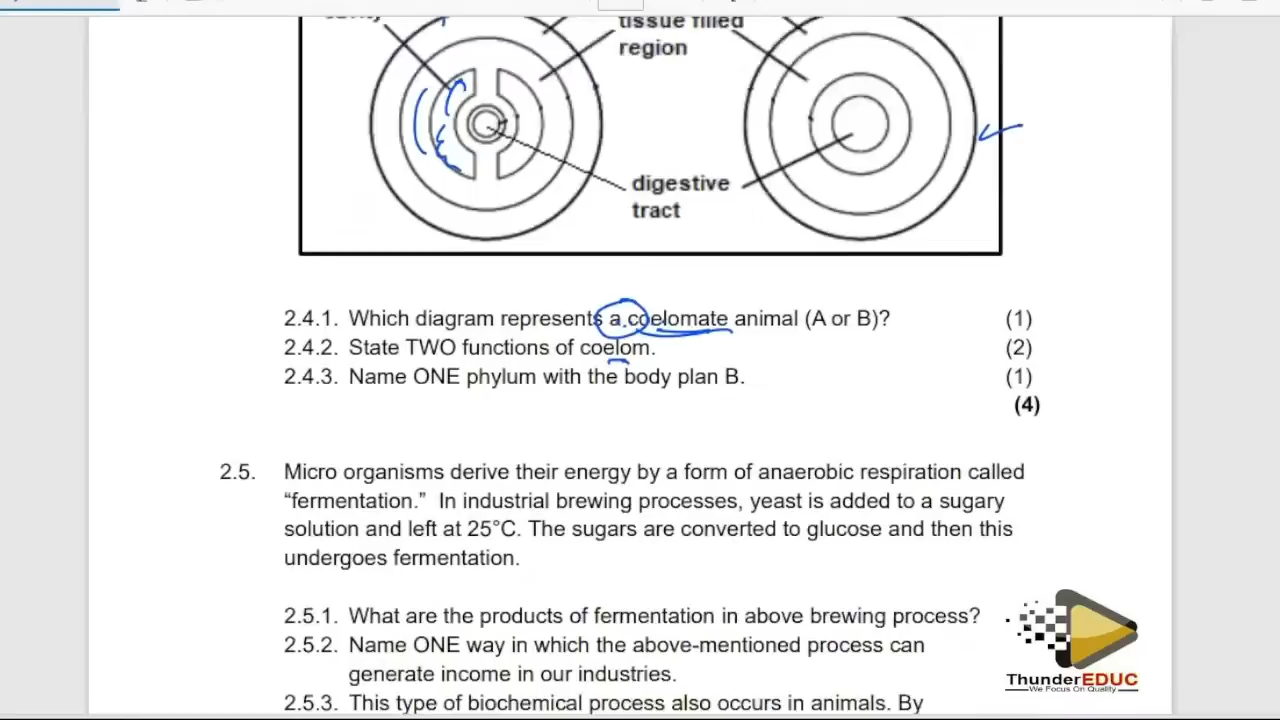 cavity
tissue filled
region
digestive
tract
2.4.1. Which diagram represents a coelomate animal (A or B)? (1)
2.4.2. State TWO functions of coelom. (2)
2.4.3. Name ONE phylum with the body plan B. (1)
(4)
2.5. Micro organisms derive their energy by a form of anaerobic respiration called
“fermentation.” In industrial brewing processes, yeast is added to a sugary
solution and left at 25°C. The sugars are converted to glucose and then this
undergoes fermentation.
2.5.1. What are the products of fermentation in above brewing process?
2.5.2. Name ONE way in which the above-mentioned process can
generate income in our industries.
2.5.3. This type of biochemical process also occurs in animals. By
ThunderEDUC
We Focus On Quality